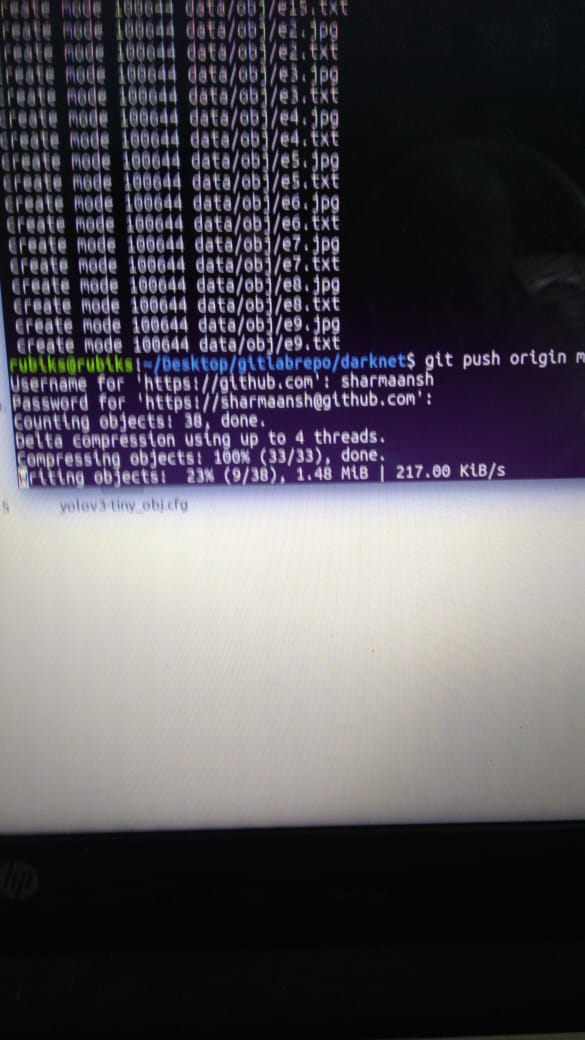 create mode 100644 data/obj/e19.txt
create mode 100644 data/obj/e2.jpg
create mode 100644 data/obj/e2.txt
create mode 100644 data/obj/e3.jpg
create mode 100644 data/obj/e3.txt
create mode 100644 data/obj/e4.jpg
create mode 100644 data/obj/e4.txt
create mode 100644 data/obj/e5.jpg
create mode 100644 data/obj/e5.txt
create mode 100644 data/obj/e6.jpg
create mode 100644 data/obj/e6.txt
create mode 100644 data/obj/e7.jpg
create mode 100644 data/obj/e7.txt
create mode 100644 data/obj/e8.jpg
create mode 100644 data/obj/e8.txt
create mode 100644 data/obj/e9.jpg
create mode 100644 data/obj/e9.txt
rubiks@rubiks:~/Desktop/gitlabrepo/darknet$ git push origin m
Username for 'https://github.com': sharmaansh
Password for 'https://sharmaansh@github.com':
Counting objects: 38, done.
Delta compression using up to 4 threads.
Compressing objects: 100% (33/33), done.
Writing objects:  23% (9/38), 1.48 MiB | 217.00 KiB/s
yolov3-tiny_obj.cfg
hp